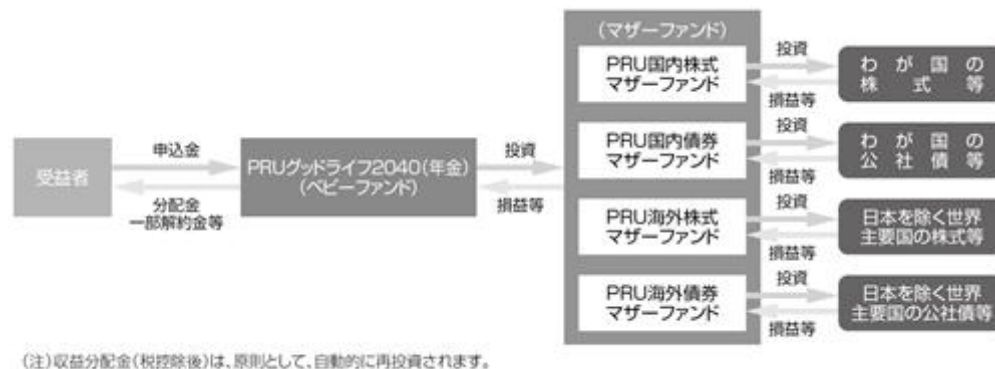 (マザーファンド)
受益者
申込金
分配金
一部解約金等
PRUグッドライフ2040(年金)
(ベビーファンド)
投資
損益等
PRU国内株式
マザーファンド
投資
損益等
わが国の
株式等
PRU国内債券
マザーファンド
投資
損益等
わが国の
公社債等
PRU海外株式
マザーファンド
投資
損益等
日本を除く世界
主要国の株式等
PRU海外債券
マザーファンド
投資
損益等
日本を除く世界
主要国の公社債等
(注)収益分配金(税控除後)は、原則として、自動的に再投資されます。